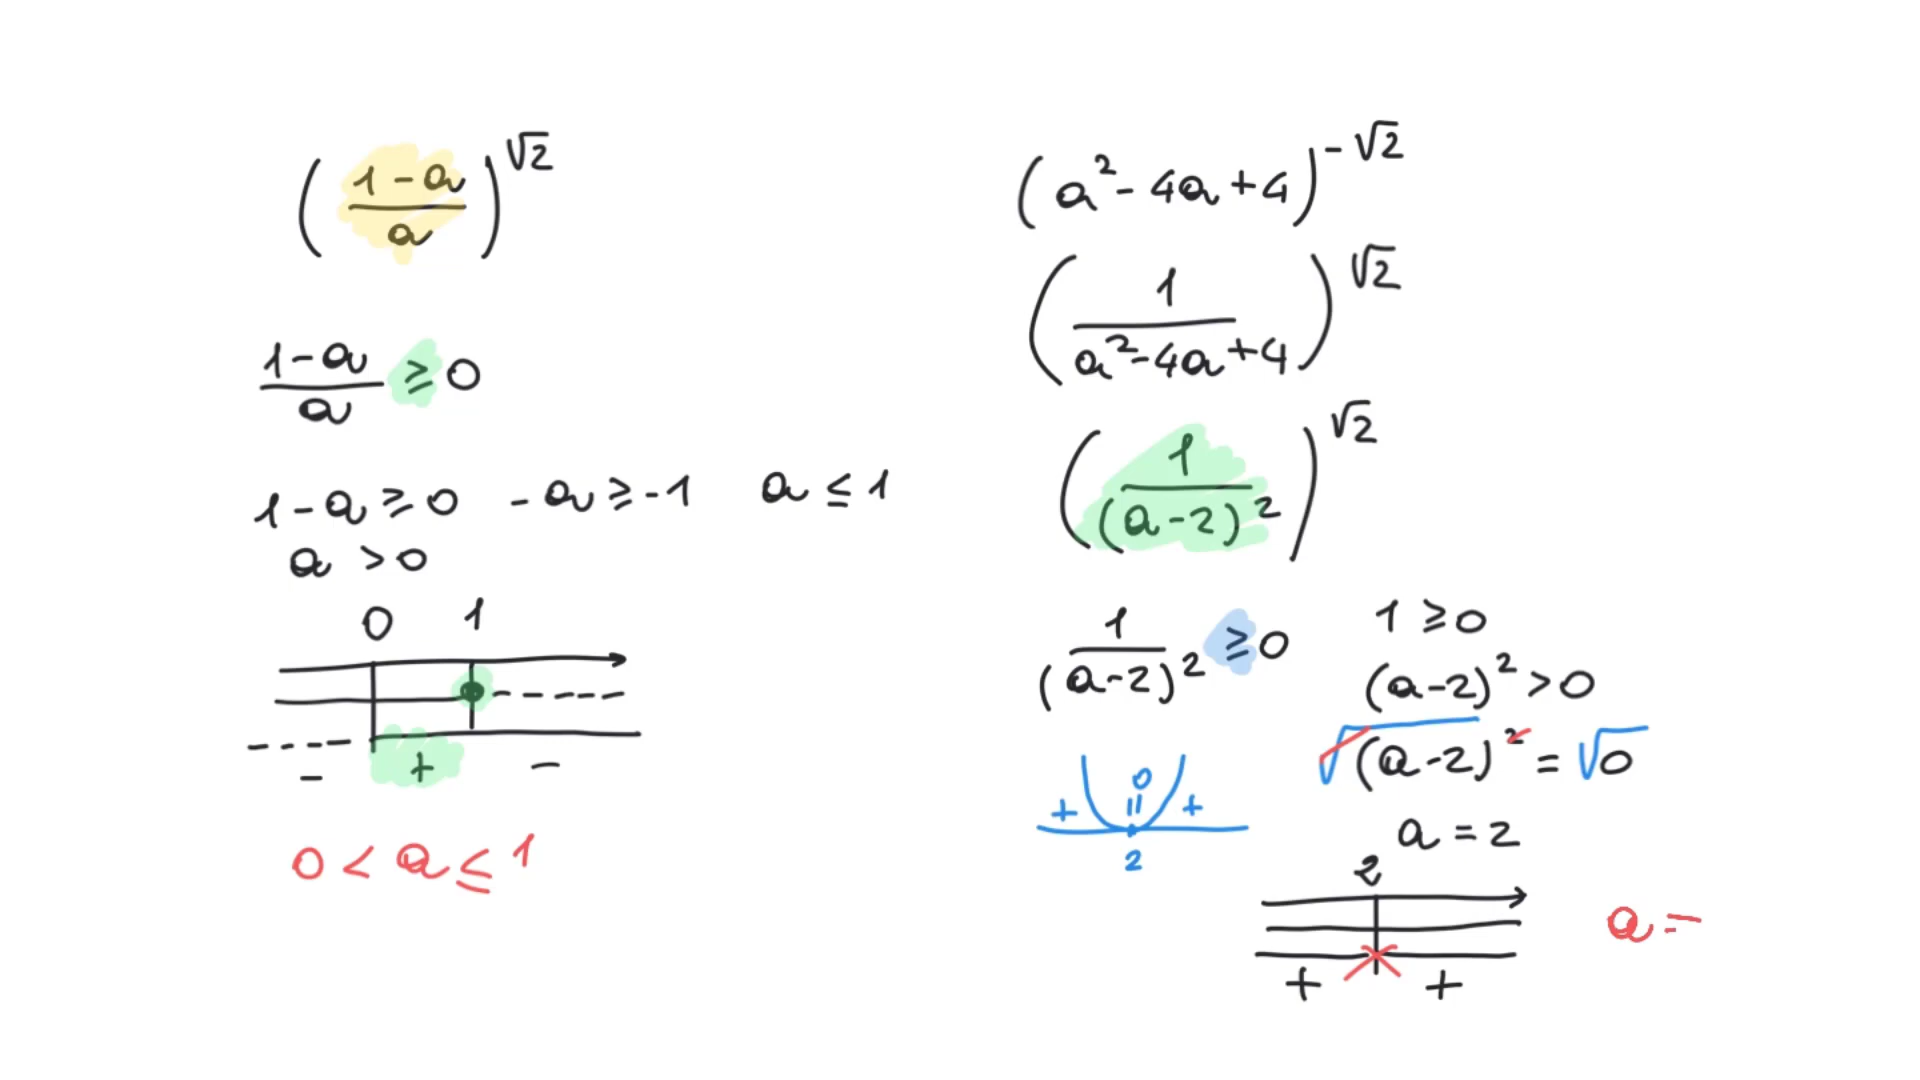 (1-a / a)^√2
(1-a)/a ≥ 0
1-a ≥ 0 -a ≥ -1 a ≤ 1
a > 0
0 1
- + -
0 < a ≤ 1
(a² - 4a + 4)^-√2
(1 / a²-4a+4)^√2
(1 / (a-2)²)^√2
1/(a-2)² ≥ 0
1 ≥ 0
(a-2)² > 0
√(a-2)² = √0
+ 0 +
=
2
a = 2
2
+ +
a =